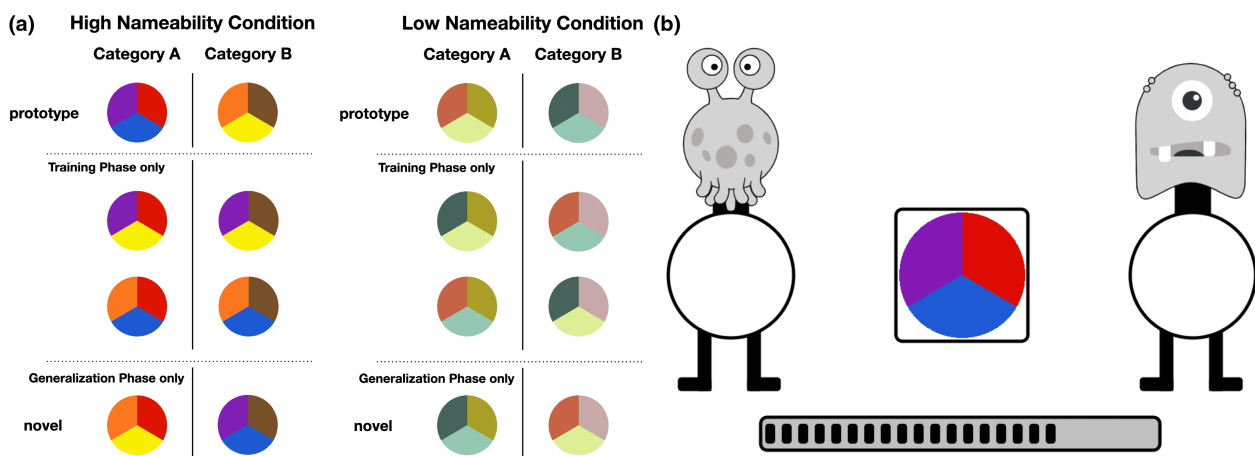 (a)
High Nameability Condition
Category A
Category B
prototype
Training Phase only
Generalization Phase only
novel
Low Nameability Condition
Category A
Category B
prototype
Training Phase only
Generalization Phase only
novel
(b)